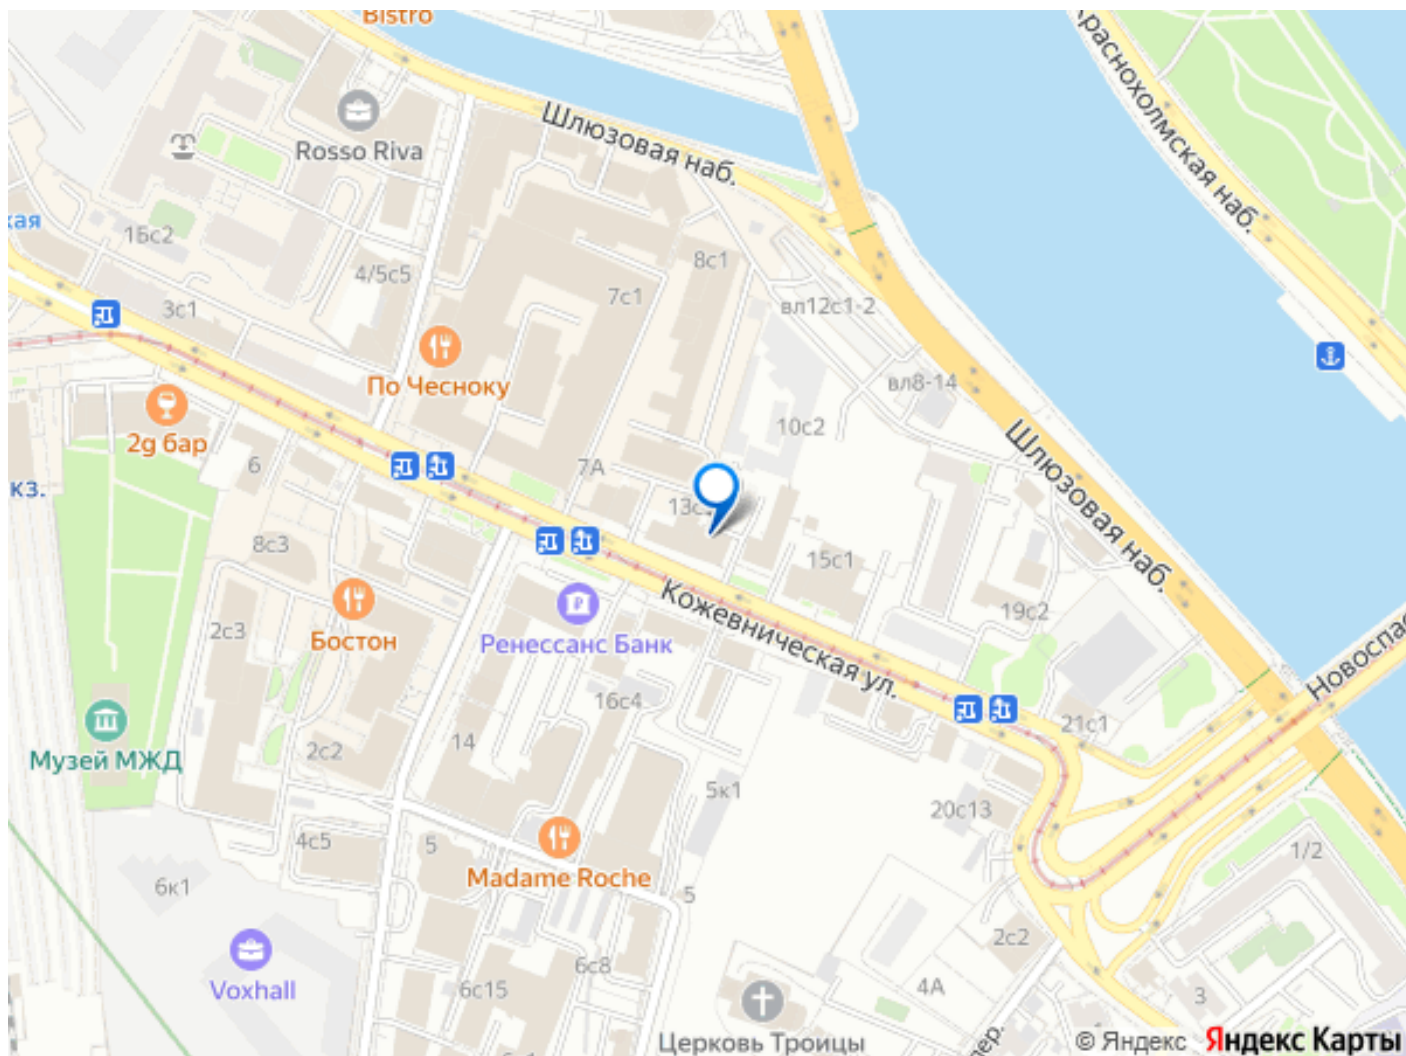 Bistro
Краснохолмская наб.
Шлюзовая наб.
Rosso Riva
ская
1Бс2
4/5с5
8с1
7с1
вл12с1-2
3с1
По Чесноку
вл8-14
2g бар
10с2
Шлюзовая наб.
кз.
6
7А
13с
8с3
15с1
Кожевническая ул.
19с2
Бостон
2с3
Ренессанс Банк
Новоспас
16с4
21с1
Музей МЖД
2с2
14
5к1
20с13
4с5
5
1/2
6к1
Madame Roche
5
2с2
Voxhall
6с8
6с15
4А
3
Церковь Троицы
пер.
© Яндекс Яндекс Карты